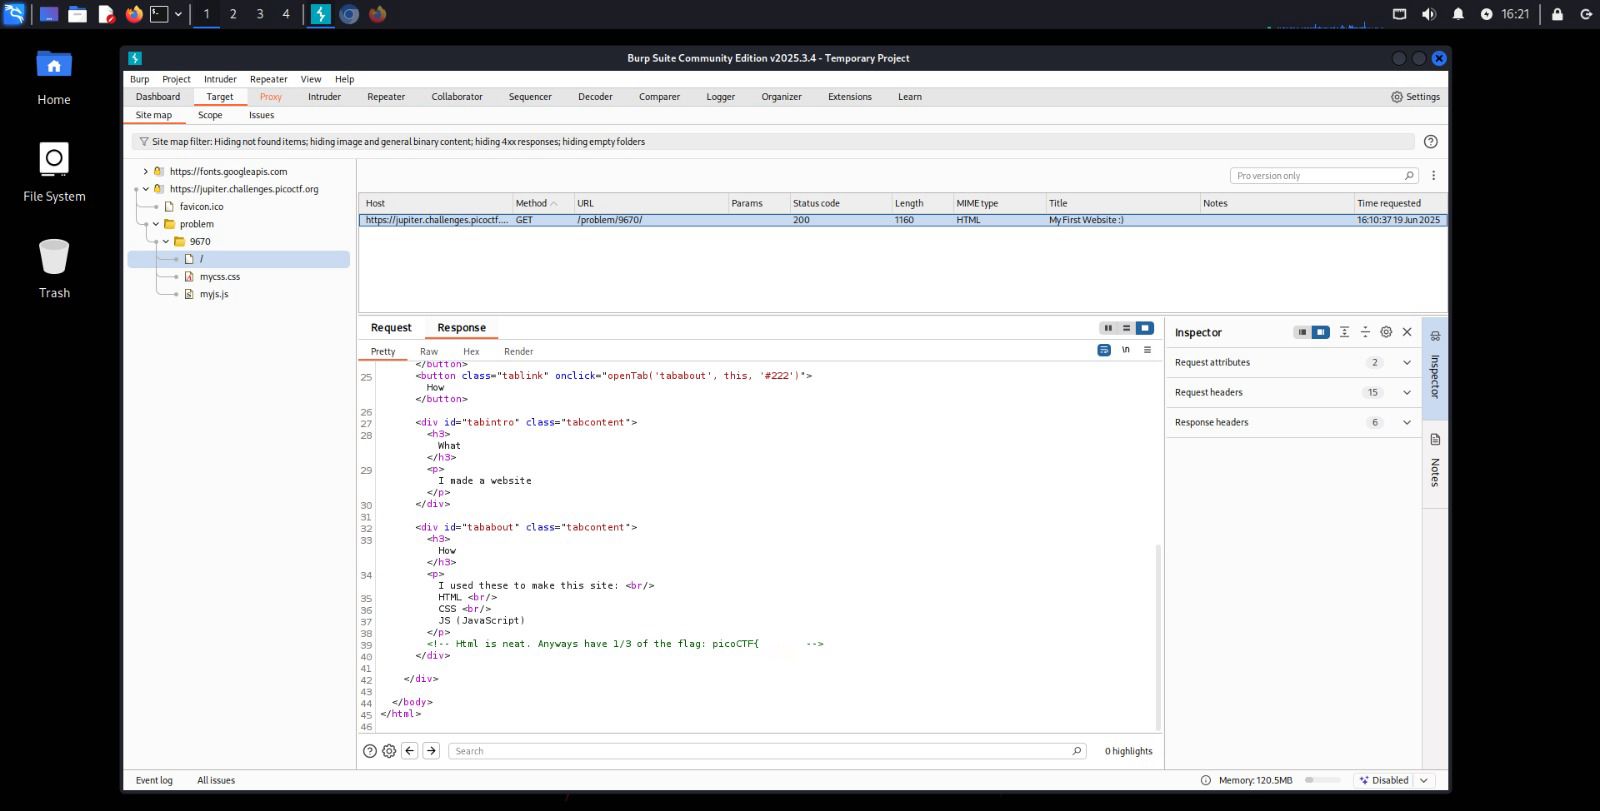 1 2 3 4 16:21
Home
File System
Trash
Burp Suite Community Edition v2025.3.4 - Temporary Project
Burp Project Intruder Repeater View Help
Dashboard Target Proxy Intruder Repeater Collaborator Sequencer Decoder Comparer Logger Organizer Extensions Learn Settings
Site map Scope Issues
Site map filter: Hiding not found items; hiding image and general binary content; hiding 4xx responses; hiding empty folders
https://fonts.googleapis.com
https://jupiter.challenges.picoctf.org
favicon.ico
problem
9670
/
mycss.css
myjs.js
Pro version only
Host Method URL Params Status code Length MIME type Title Notes Time requested
https://jupiter.challenges.picoctf.... GET /problem/9670/ 200 1160 HTML My First Website :) 16:10:37 19 Jun 2025
Request Response
Pretty Raw Hex Render \n
</button>
25 <button class="tablink" onclick="openTab('tababout', this, '#222')">
How
</button>
26
27 <div id="tabintro" class="tabcontent">
28 <h3>
What
</h3>
29 <p>
I made a website
</p>
30 </div>
31
32 <div id="tababout" class="tabcontent">
33 <h3>
How
</h3>
34 <p>
I used these to make this site: <br/>
35 HTML <br/>
36 CSS <br/>
37 JS (JavaScript)
38 </p>
39 <!-- Html is neat. Anyways have 1/3 of the flag: picoCTF{ -->
40 </div>
41
42 </div>
43
44 </body>
45 </html>
46
Search
0 highlights
Inspector
Request attributes 2
Request headers 15
Response headers 6
Inspector
Notes
Event log All issues Memory: 120.5MB Disabled